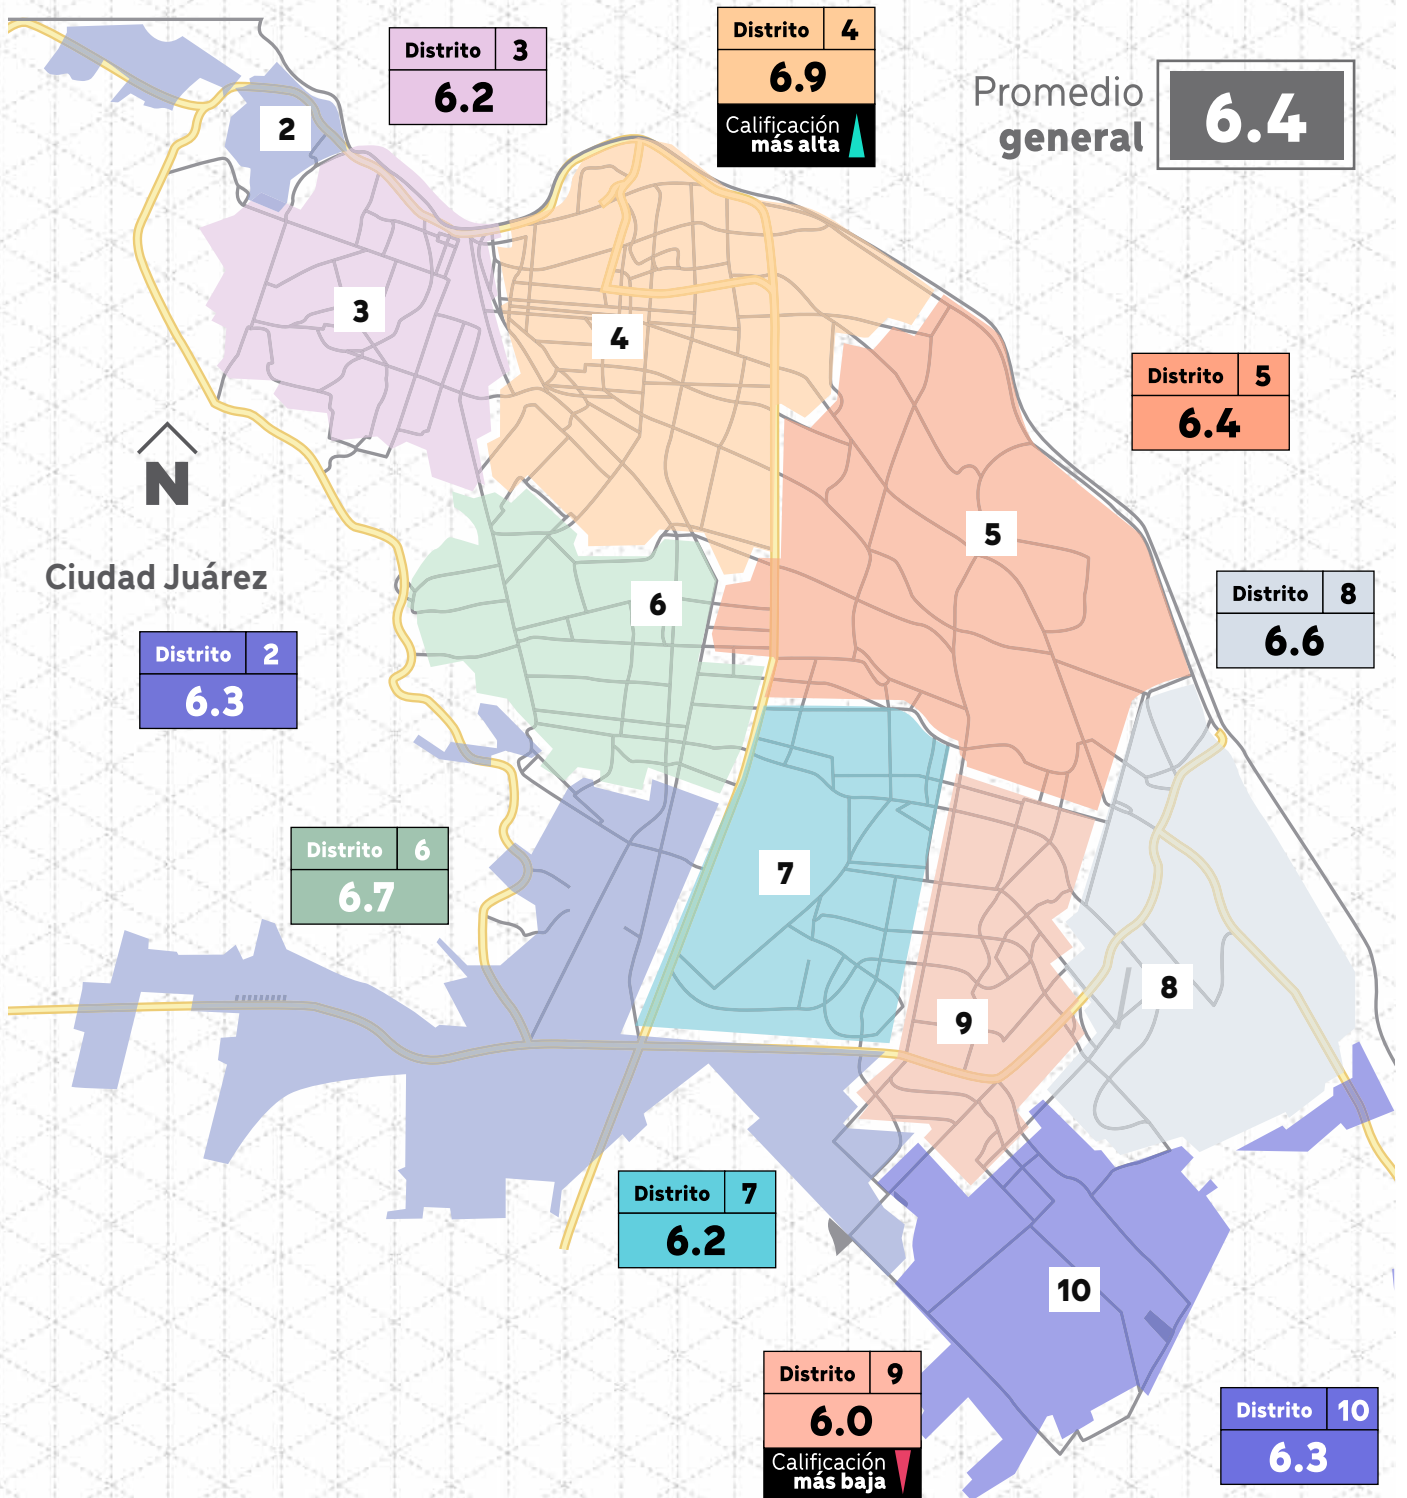 Distrito 3
6.2
Distrito 4
6.9
Calificación
más alta
Promedio
general
6.4
2
3
4
Distrito 5
6.4
N
5
Ciudad Juárez
6
Distrito 8
6.6
Distrito 2
6.3
Distrito 6
6.7
7
8
9
Distrito 7
6.2
10
Distrito 9
6.0
Calificación
más baja
Distrito 10
6.3